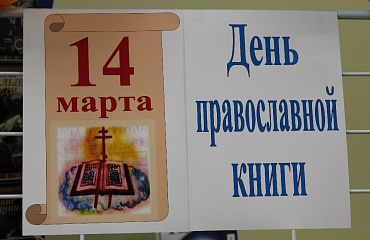 14
марта
День
православной
книги